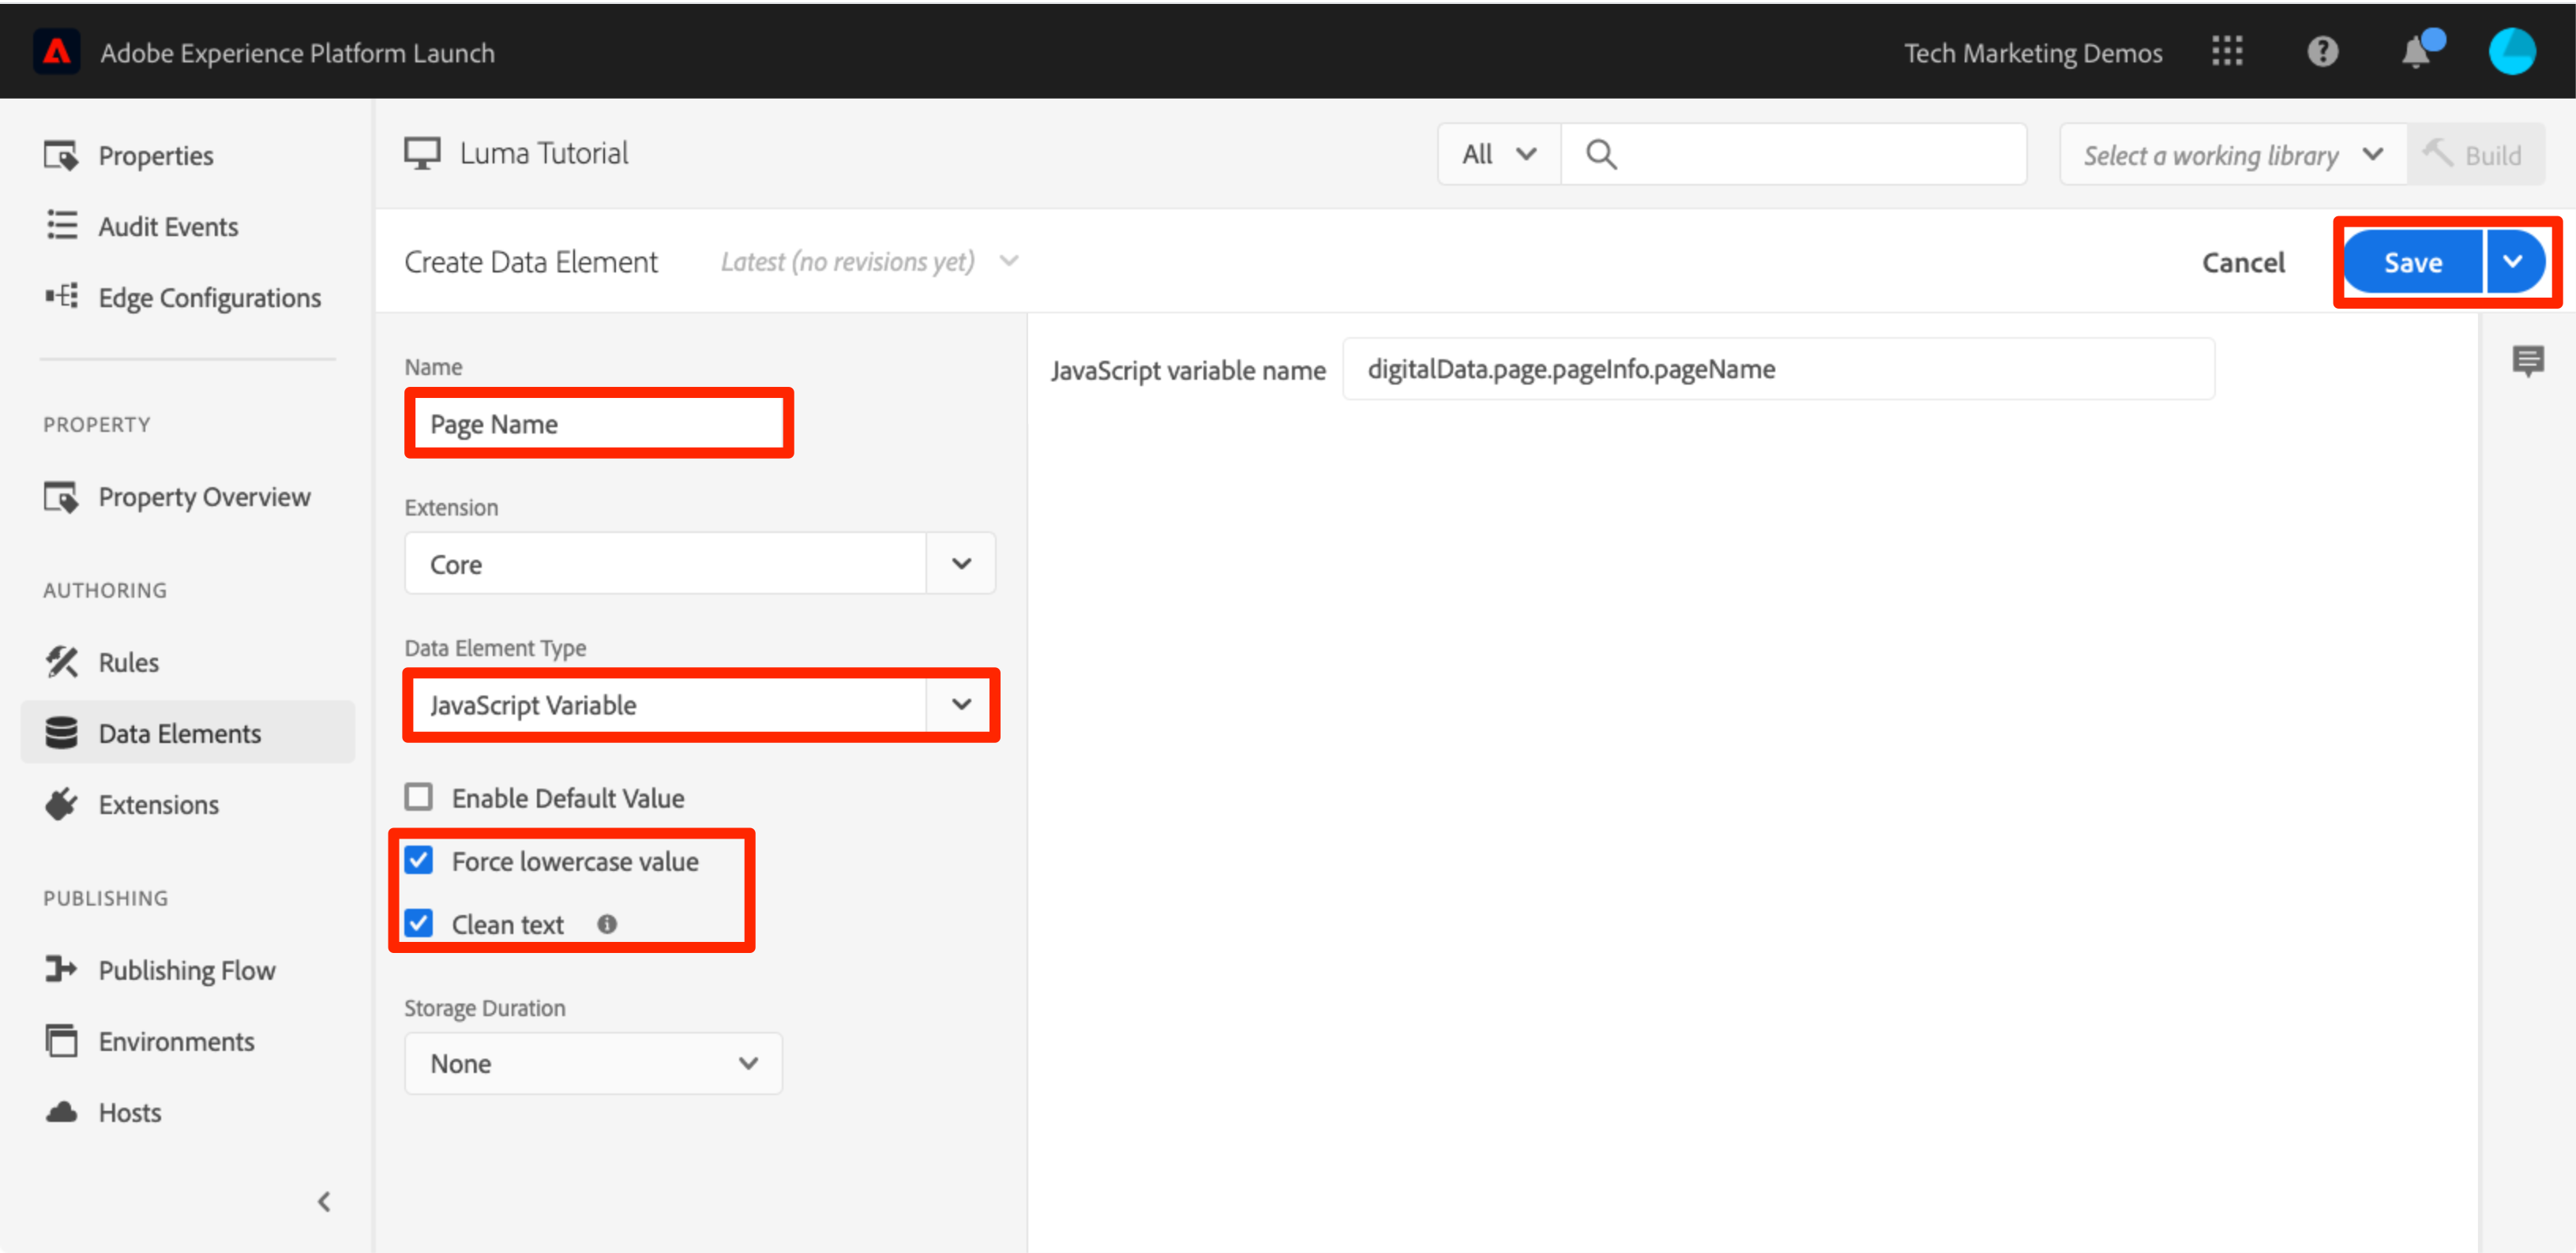 Adobe Experience Platform Launch
Tech Marketing Demos
Properties
Audit Events
Edge Configurations
PROPERTY
Property Overview
AUTHORING
Rules
Data Elements
Extensions
PUBLISHING
Publishing Flow
Environments
Hosts
Luma Tutorial
All
Select a working library
Build
Create Data Element
Latest (no revisions yet)
Cancel
Save
Name
Page Name
Extension
Core
Data Element Type
JavaScript Variable
Enable Default Value
Force lowercase value
Clean text
Storage Duration
None
JavaScript variable name
digitalData.page.pageInfo.pageName